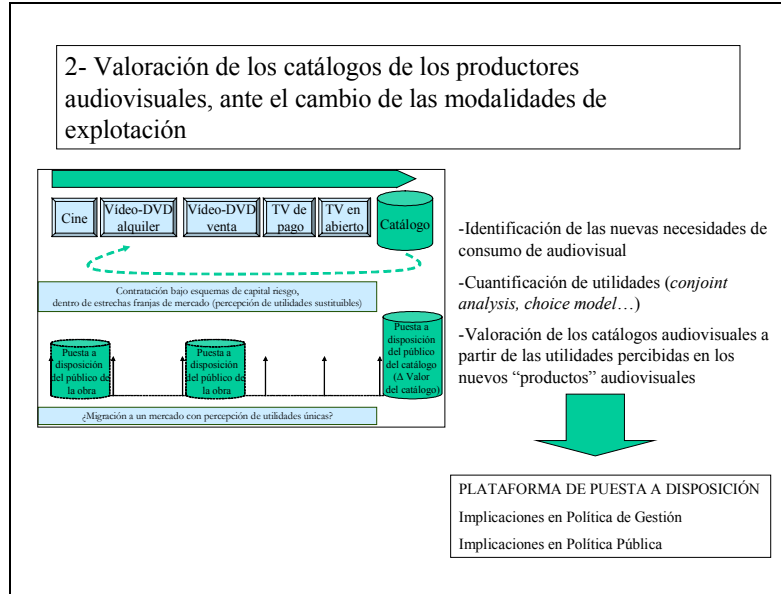 2- Valoración de los catálogos de los productores
audiovisuales, ante el cambio de las modalidades de
explotación
Cine
Vídeo-DVD
alquiler
Vídeo-DVD
venta
TV de
pago
TV en
abierto
Catálogo
Contratación bajo esquemas de capital riesgo,
dentro de estrechas franjas de mercado (percepción de utilidades sustituibles)
Puesta a
disposición
del público de
la obra
Puesta a
disposición
del público de
la obra
Puesta a
disposición
del público
del catálogo
(Δ Valor
del catálogo)
¿Migración a un mercado con percepción de utilidades únicas?
-Identificación de las nuevas necesidades de
consumo de audiovisual
-Cuantificación de utilidades (conjoint
analysis, choice model…)
-Valoración de los catálogos audiovisuales a
partir de las utilidades percibidas en los
nuevos “productos” audiovisuales
PLATAFORMA DE PUESTA A DISPOSICIÓN
Implicaciones en Política de Gestión
Implicaciones en Política Pública